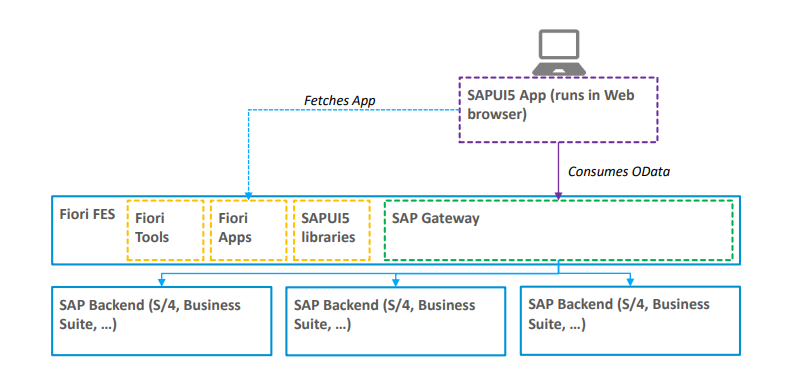 SAPUI5 App (runs in Web
browser)
Fetches App
Consumes OData
Fiori FES
Fiori
Tools
Fiori
Apps
SAPUI5
libraries
SAP Gateway
SAP Backend (S/4, Business
Suite, ...)
SAP Backend (S/4, Business
Suite, ...)
SAP Backend (S/4, Business
Suite, ...)